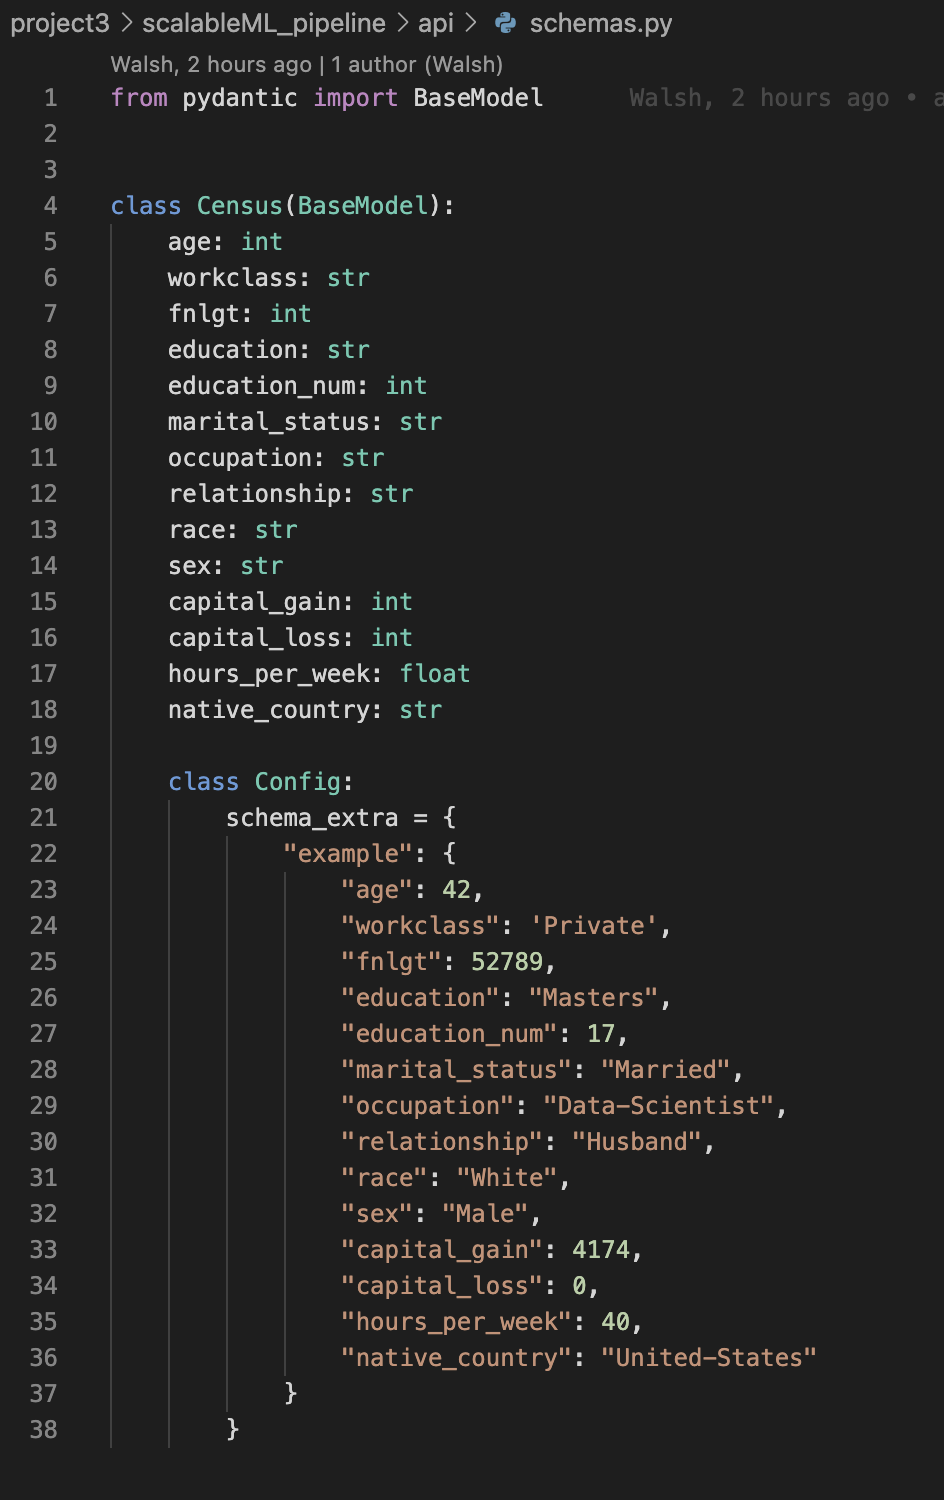 project3 > scalableML_pipeline > api > schemas.py
Walsh, 2 hours ago | 1 author (Walsh)
1 from pydantic import BaseModel Walsh, 2 hours ago • a
2
3
4 class Census(BaseModel):
5 age: int
6 workclass: str
7 fnlgt: int
8 education: str
9 education_num: int
10 marital_status: str
11 occupation: str
12 relationship: str
13 race: str
14 sex: str
15 capital_gain: int
16 capital_loss: int
17 hours_per_week: float
18 native_country: str
19
20 class Config:
21 schema_extra = {
22 "example": {
23 "age": 42,
24 "workclass": 'Private',
25 "fnlgt": 52789,
26 "education": "Masters",
27 "education_num": 17,
28 "marital_status": "Married",
29 "occupation": "Data-Scientist",
30 "relationship": "Husband",
31 "race": "White",
32 "sex": "Male",
33 "capital_gain": 4174,
34 "capital_loss": 0,
35 "hours_per_week": 40,
36 "native_country": "United-States"
37 }
38 }